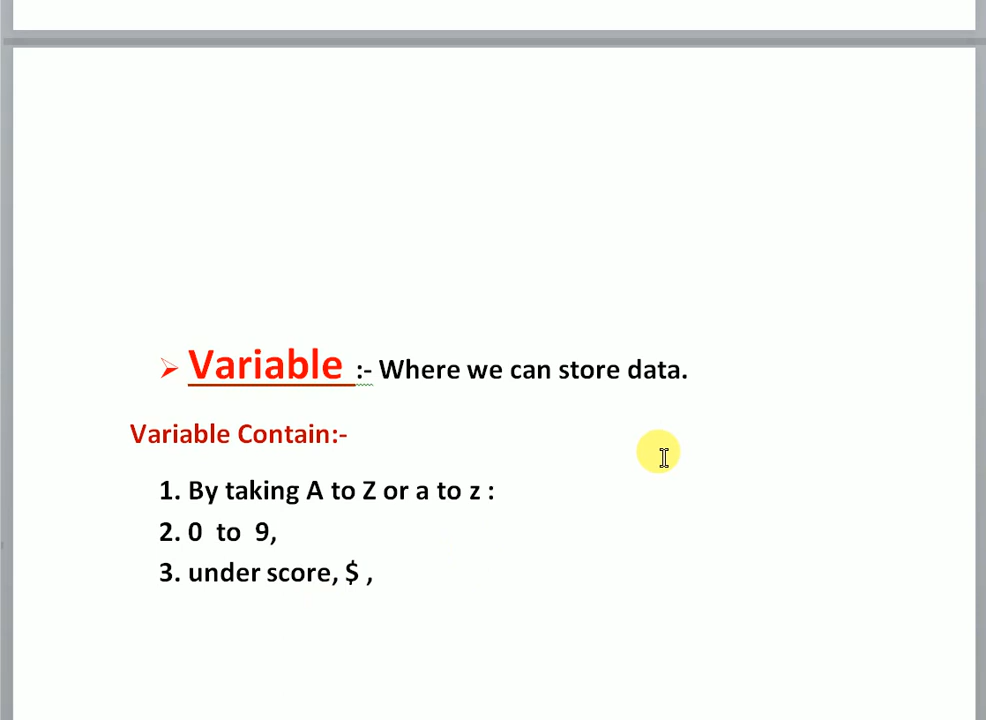 ➢ Variable :- Where we can store data.
Variable Contain:-
1. By taking A to Z or a to z :
2. 0 to 9,
3. under score, $ ,